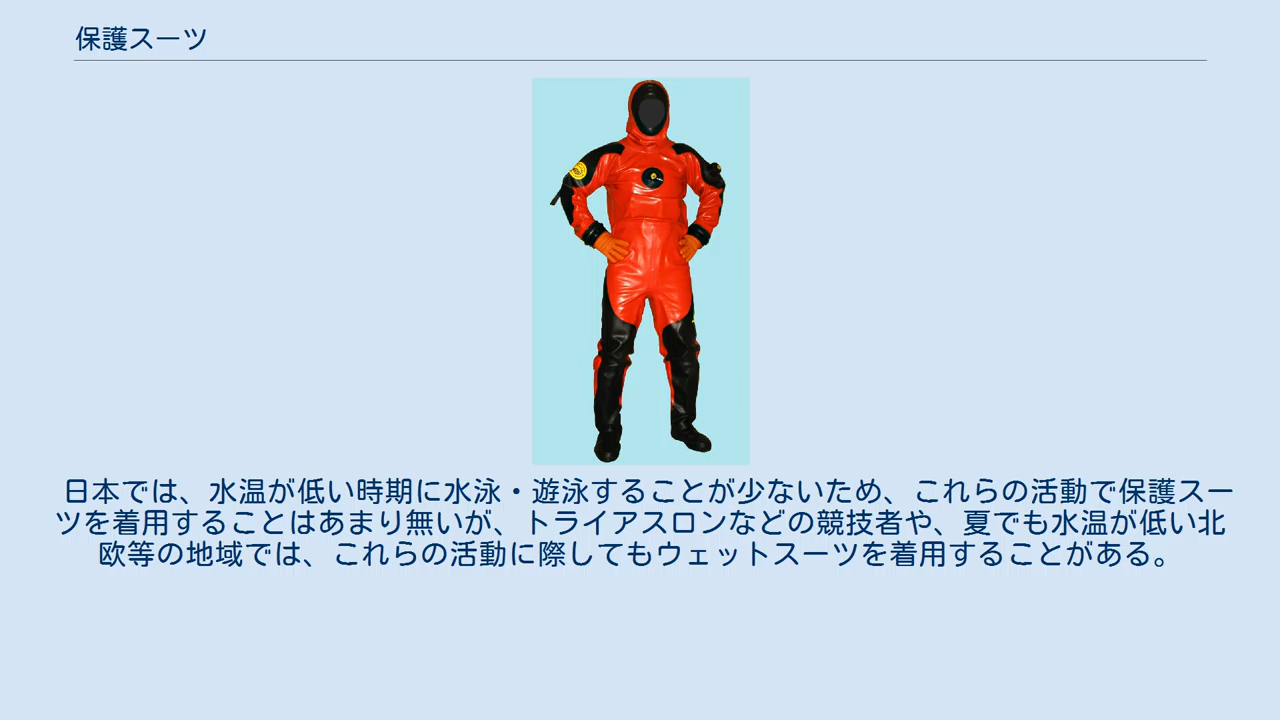 保護スーツ
日本では、水温が低い時期に水泳・遊泳することが少ないため、これらの活動で保護スー
ツを着用することはあまり無いが、トライアスロンなどの競技者や、夏でも水温が低い北
欧等の地域では、これらの活動に際してもウェットスーツを着用することがある。